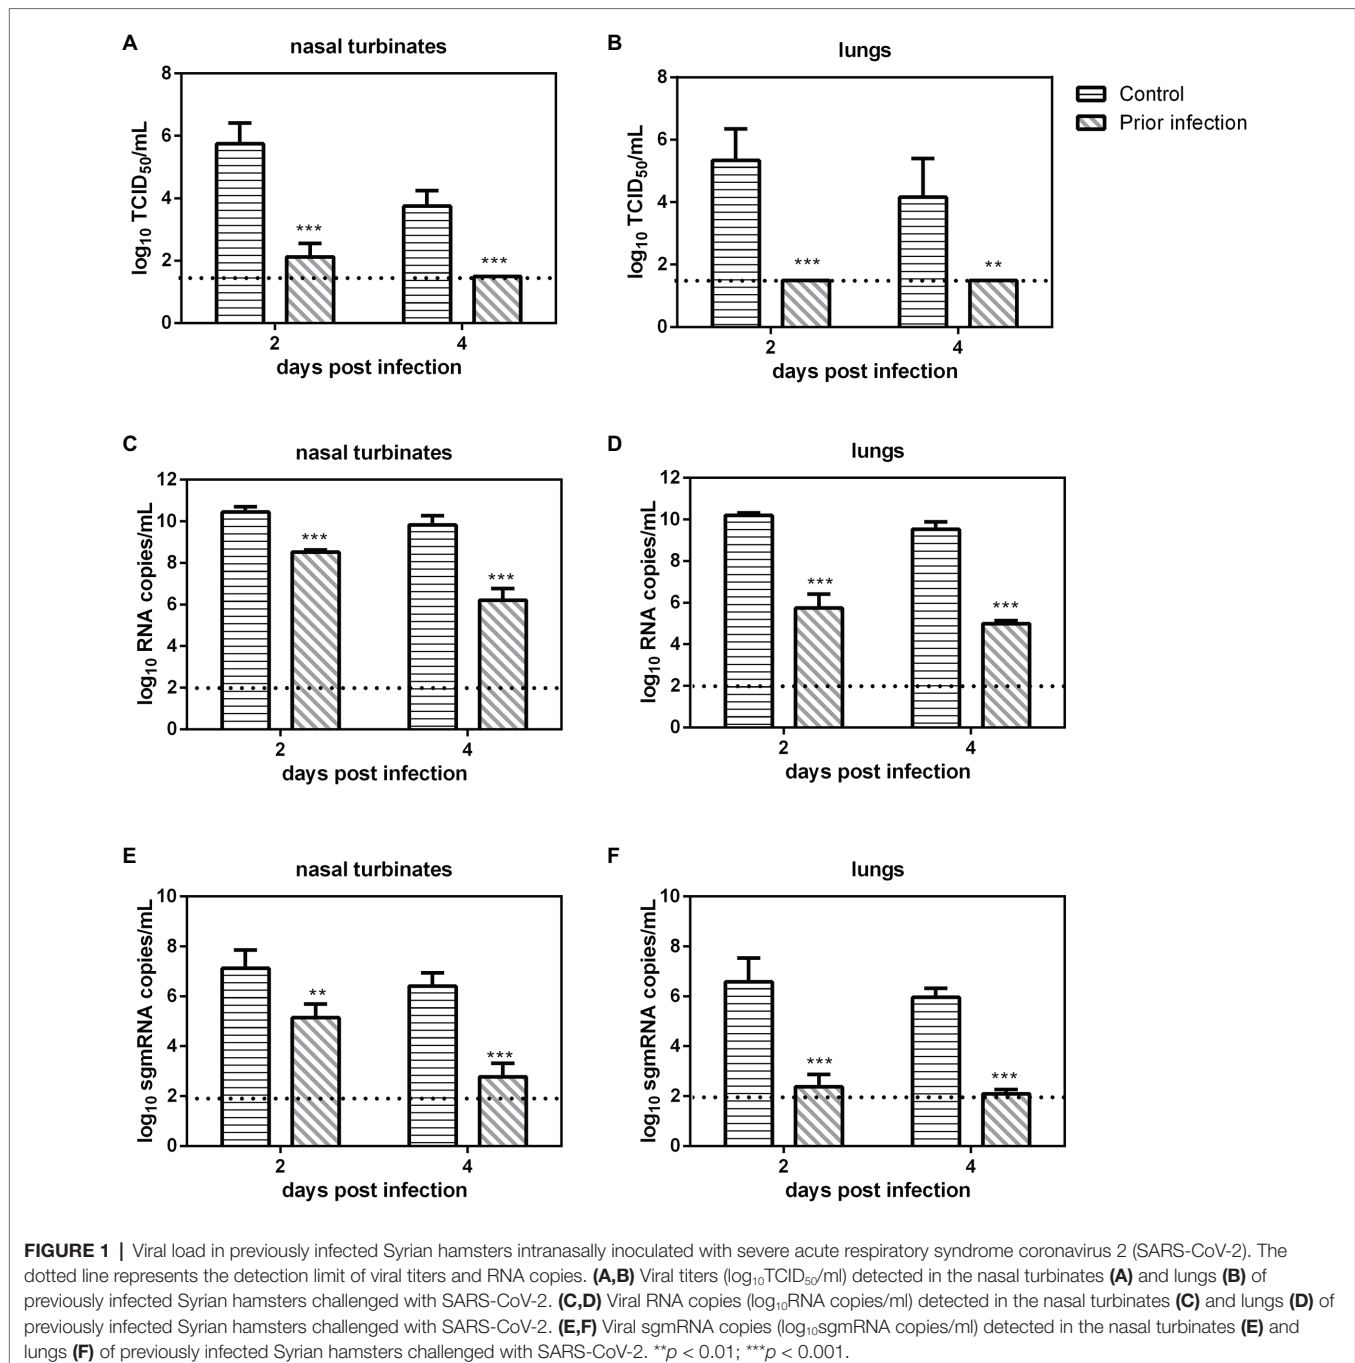 A
nasal turbinates
log₁₀ TCID₅₀/mL
8
6
4
2
0
***
***
2
4
days post infection
B
lungs
log₁₀ TCID₅₀/mL
8
6
4
2
0
***
**
2
4
days post infection
Control
Prior infection
C
nasal turbinates
log₁₀ RNA copies/mL
12
10
8
6
4
2
0
***
***
2
4
days post infection
D
lungs
log₁₀ RNA copies/mL
12
10
8
6
4
2
0
***
***
2
4
days post infection
E
nasal turbinates
log₁₀ sgmRNA copies/mL
10
8
6
4
2
0
**
***
2
4
days post infection
F
lungs
log₁₀ sgmRNA copies/mL
10
8
6
4
2
0
***
***
2
4
days post infection
FIGURE 1 | Viral load in previously infected Syrian hamsters intranasally inoculated with severe acute respiratory syndrome coronavirus 2 (SARS-CoV-2). The
dotted line represents the detection limit of viral titers and RNA copies. (A,B) Viral titers (log₁₀TCID₅₀/ml) detected in the nasal turbinates (A) and lungs (B) of
previously infected Syrian hamsters challenged with SARS-CoV-2. (C,D) Viral RNA copies (log₁₀RNA copies/ml) detected in the nasal turbinates (C) and lungs (D) of
previously infected Syrian hamsters challenged with SARS-CoV-2. (E,F) Viral sgmRNA copies (log₁₀sgmRNA copies/ml) detected in the nasal turbinates (E) and
lungs (F) of previously infected Syrian hamsters challenged with SARS-CoV-2. **p < 0.01; ***p < 0.001.